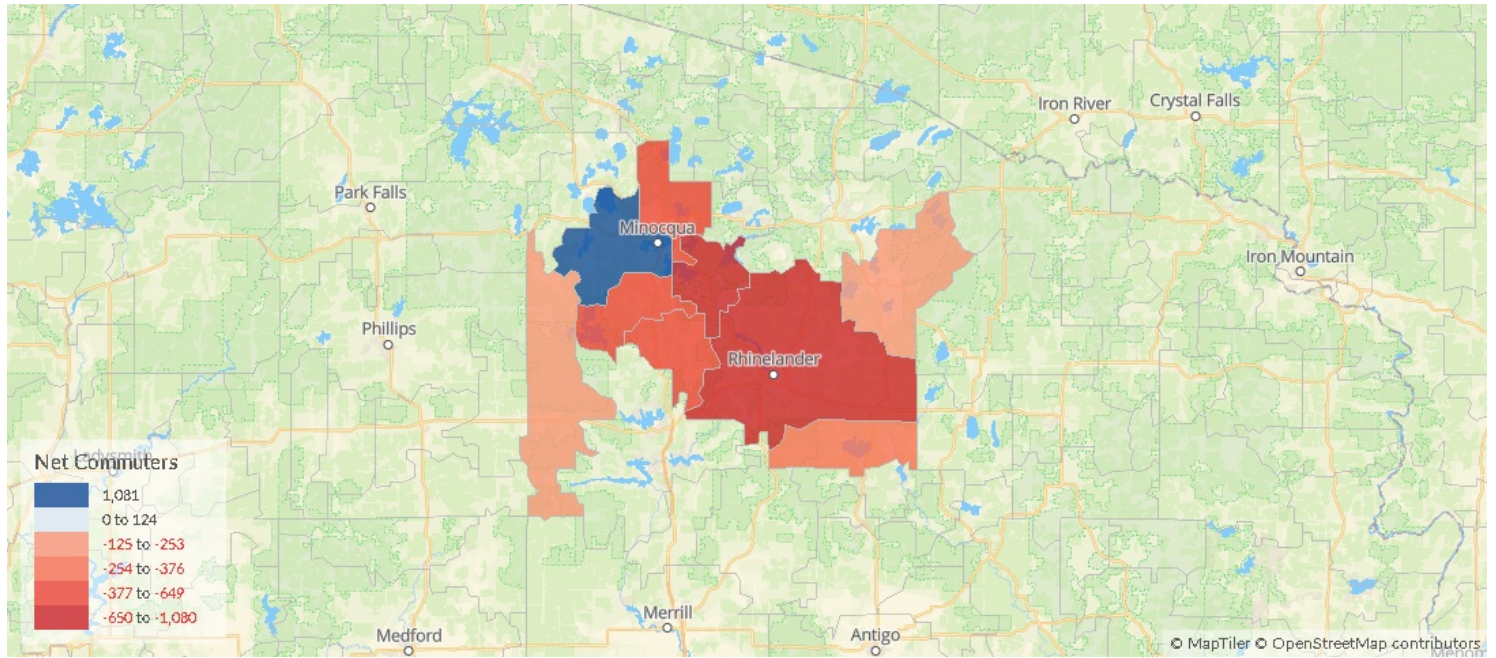 Iron River
Crystal Falls
Park Falls
Minocqua
Iron Mountain
Phillips
Rhinelander
Ladysmith
Net Commuters
1,081
0 to 124
-125 to -253
-254 to -376
-377 to -649
-650 to -1,080
Merrill
Medford
Antigo
© MapTiler © OpenStreetMap contributors